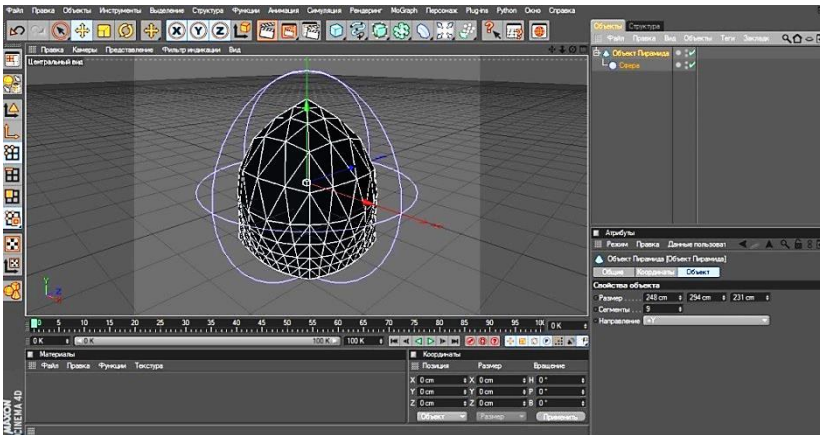 Файл Правка Объекты Инструменты Выделение Структура Функции Анимация Симуляция Рендеринг MoGraph Персонаж Plug-ins Python Окно Справка
Объекты Структура
Файл Правка Вид Объекты Теги Закладки
Правка Камеры Представление Фильтр индикации Вид
Центральный вид
Объект Пирамида
Сфера
X Y Z
Y
Z
X
Атрибуты
Режим Правка Данные пользоват
Объект Пирамида [Объект Пирамида]
Общие Координаты Объект
Свойства объекта
Размер 248 cm 294 cm 231 cm
Сегменты 9
Направление +Y
0 5 10 15 20 25 30 35 40 45 50 55 60 65 70 75 80 85 90 95 10( 0 K
0 K 0 K 100 K 100 K
Материалы
Файл Правка Функции Текстура
Координаты
Позиция Размер Вращение
X 0 cm X 0 cm H 0 °
Y 0 cm Y 0 cm P 0 °
Z 0 cm Z 0 cm B 0 °
Объект Размер Применить
MAXON
CINEMA 4D